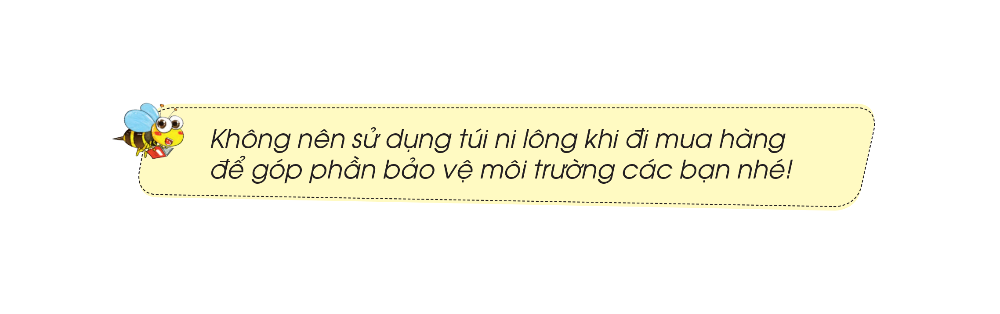 Không nên sử dụng túi ni lông khi đi mua hàng
để góp phần bảo vệ môi trường các bạn nhé!